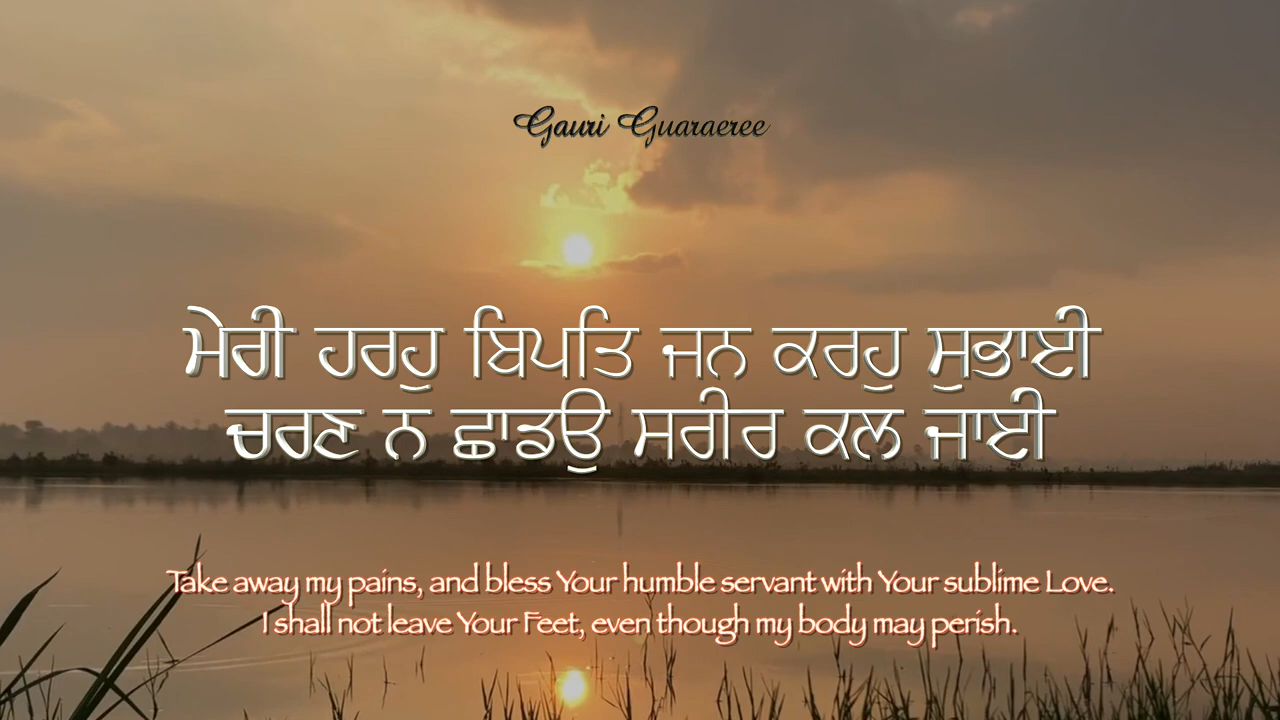 Gauri Guaraeree
ਮੇਰੀ ਹਰਹੁ ਬਿਪਤਿ ਜਨ ਕਰਹੁ ਸੁਭਾਈ
ਚਰਣ ਨ ਛਾਡਉ ਸਰੀਰ ਕਲ ਜਾਈ
Take away my pains, and bless Your humble servant with Your sublime Love.
I shall not leave Your Feet, even though my body may perish.